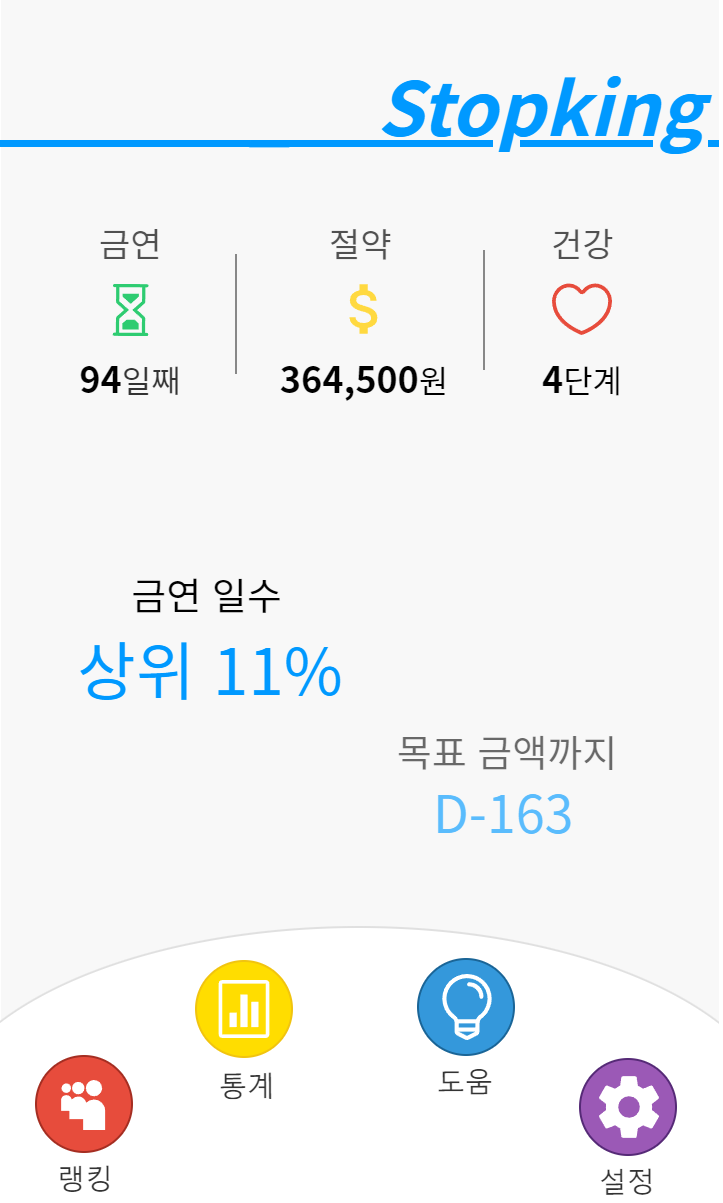 Stopking
금연 절약 건강
94일째 364,500원 4단계
금연 일수
상위 11%
목표 금액까지
D-163
통계 도움
랭킹 설정